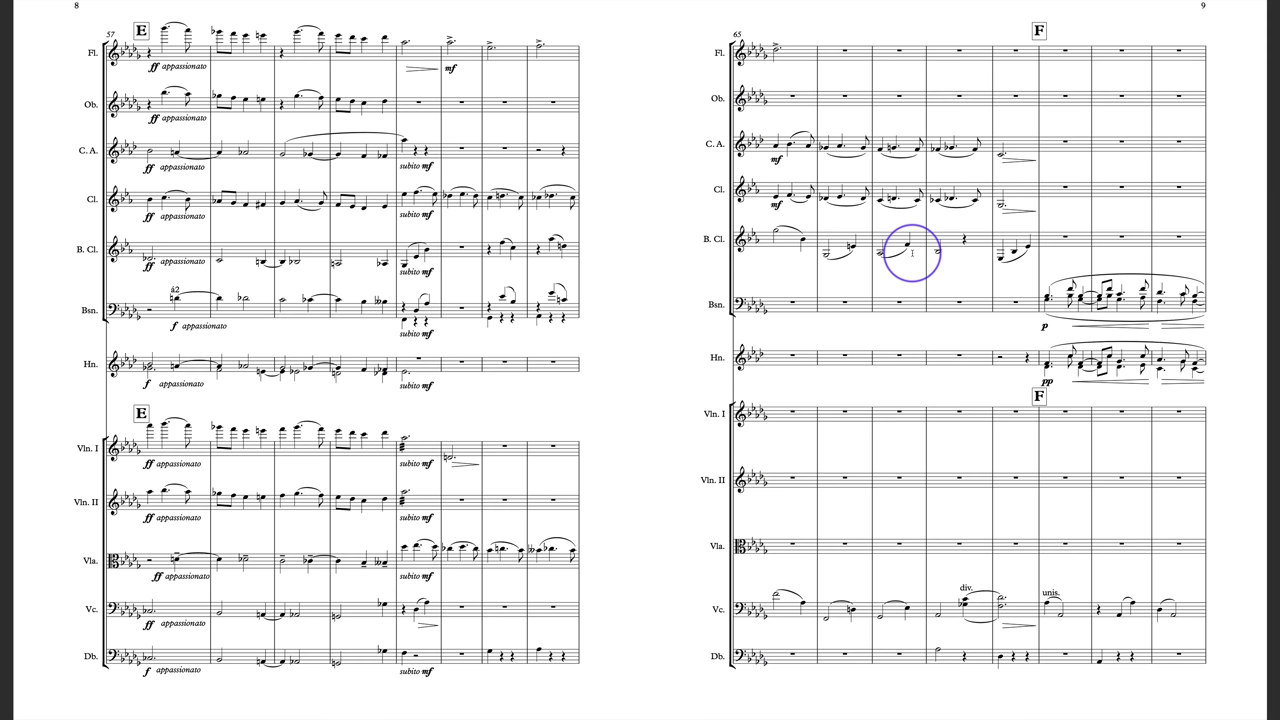 8
E
57
Fl.
ff appassionato
mf
Ob.
ff appassionato
C. A.
ff appassionato
subito mf
Cl.
ff appassionato
subito mf
B. Cl.
ff appassionato
subito mf
á2
Bsn.
f appassionato
subito mf
Hn.
f appassionato
subito mf
E
Vln. I
ff appassionato
subito mf
Vln. II
ff appassionato
subito mf
Vla.
ff appassionato
subito mf
Vc.
ff appassionato
Db.
f appassionato
subito mf
9
F
65
Fl.
Ob.
C. A.
mf
Cl.
mf
B. Cl.
Bsn.
p
Hn.
pp
F
Vln. I
Vln. II
Vla.
div.
unis.
Vc.
Db.